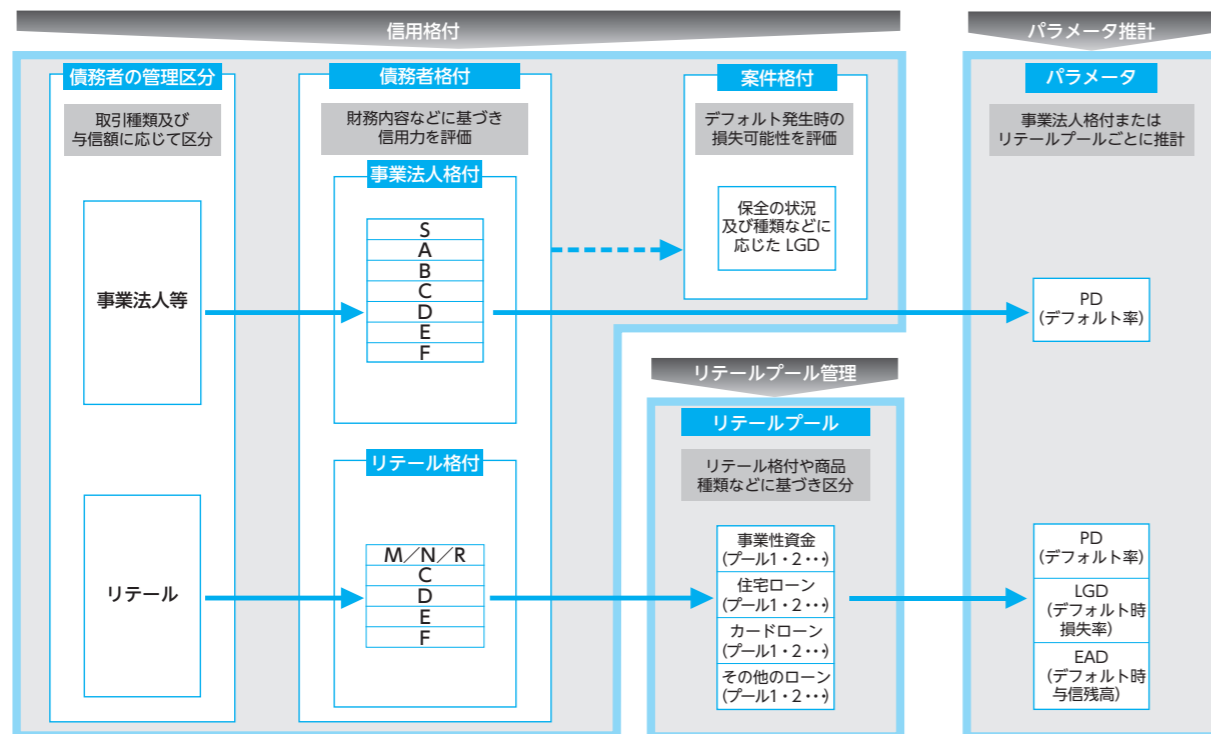 信用格付
パラメータ推計
債務者の管理区分
取引種類及び
与信額に応じて区分
事業法人等
リテール
債務者格付
財務内容などに基づき
信用力を評価
事業法人格付
S
A
B
C
D
E
F
リテール格付
M／N／R
C
D
E
F
案件格付
デフォルト発生時の
損失可能性を評価
保全の状況
及び種類などに
応じた LGD
リテールプール管理
リテールプール
リテール格付や商品
種類などに基づき区分
事業性資金
(プール1・2・・・)
住宅ローン
(プール1・2・・・)
カードローン
(プール1・2・・・)
その他のローン
(プール1・2・・・)
パラメータ
事業法人格付または
リテールプールごとに推計
PD
(デフォルト率)
PD
(デフォルト率)
LGD
(デフォルト時
損失率)
EAD
(デフォルト時
与信残高)